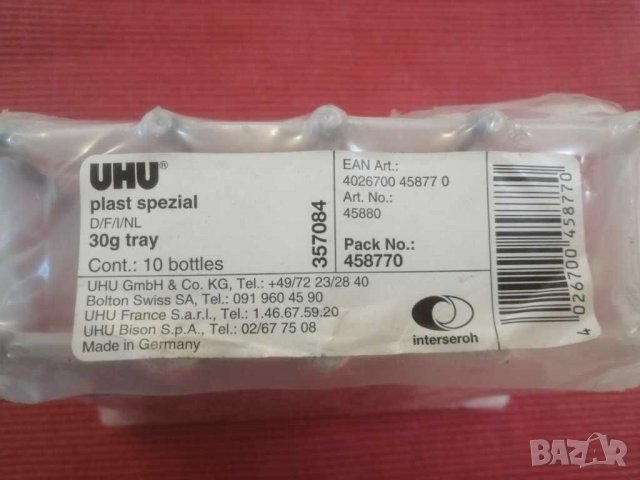 UHU®
plast spezial
D/F/I/NL
30g tray
Cont.: 10 bottles
357084
EAN Art.:
4026700 45877 0
Art. No.:
45880
Pack No.:
458770
UHU GmbH & Co. KG, Tel.: +49/72 23/28 40
Bolton Swiss SA, Tel.: 091 960 45 90
UHU France S.a.r.l., Tel.: 1.46.67.59.20
UHU Bison S.p.A., Tel.: 02/67 75 08
Made in Germany
interseroh
4 026700 458770
BAZAR